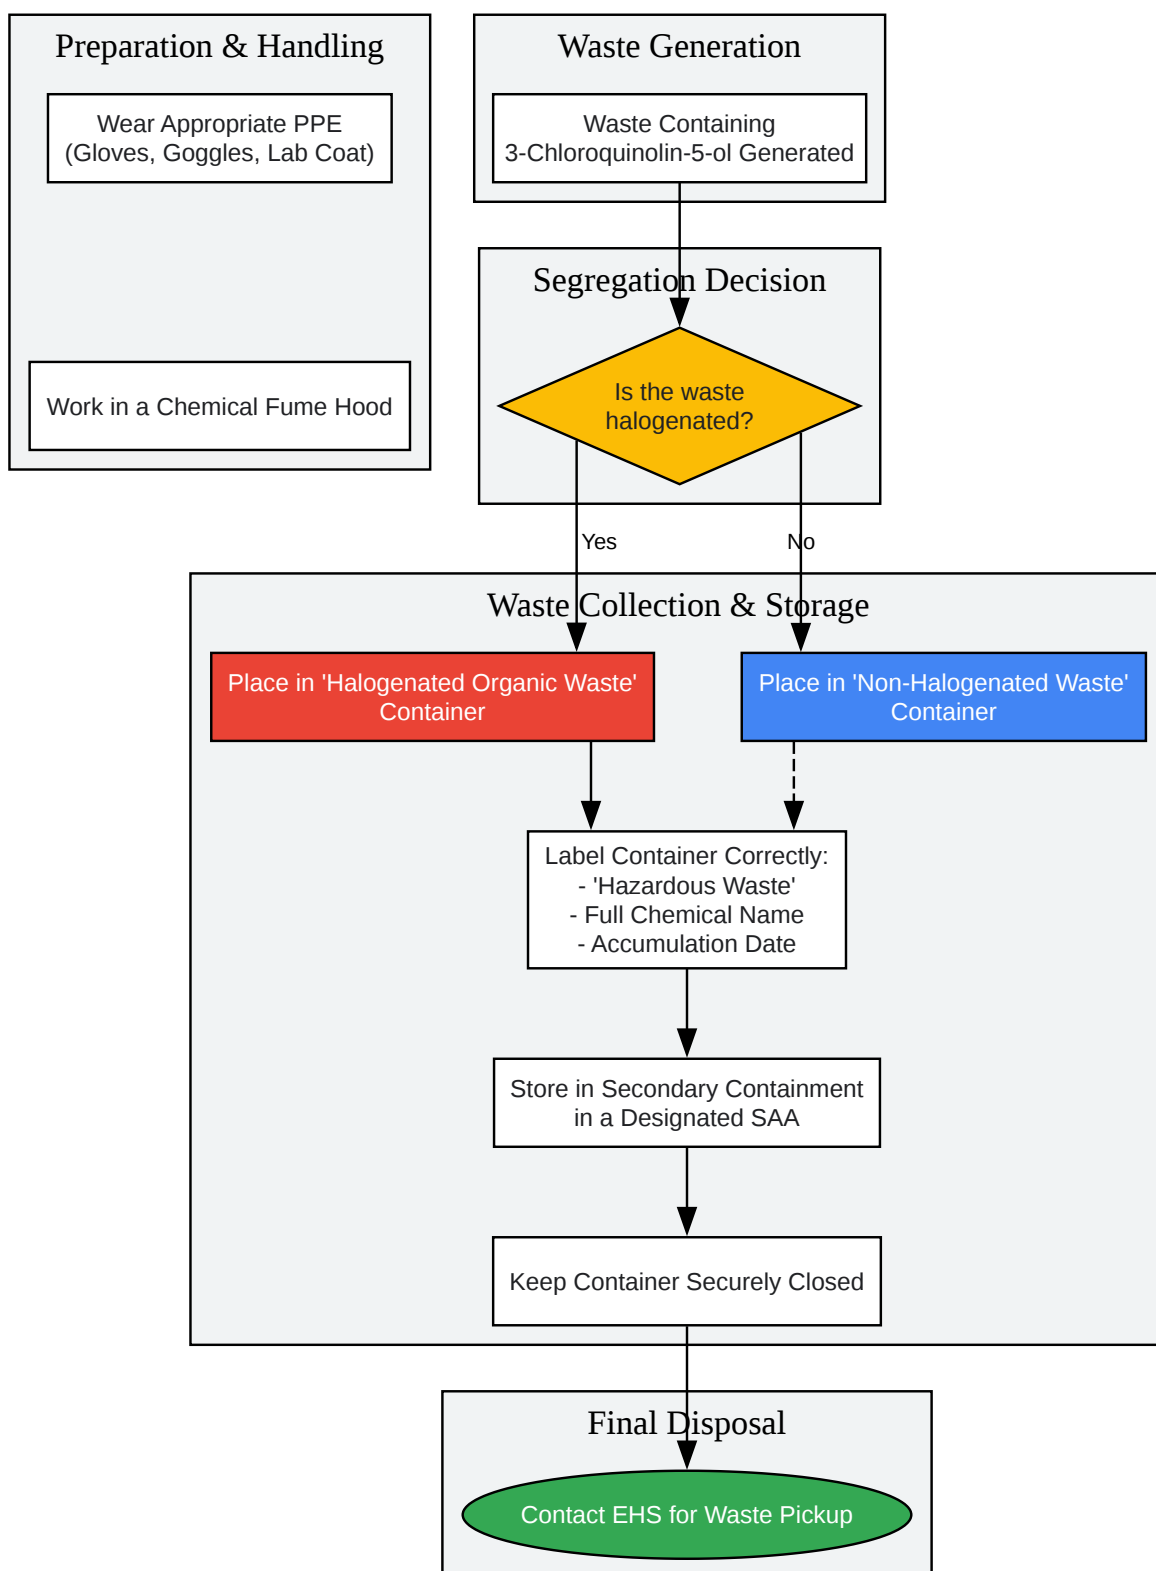 Preparation & Handling
Wear Appropriate PPE
(Gloves, Goggles, Lab Coat)
Work in a Chemical Fume Hood
Waste Generation
Waste Containing
3-Chloroquinolin-5-ol Generated
Segregation Decision
Is the waste
halogenated?
Yes
No
Waste Collection & Storage
Place in 'Halogenated Organic Waste'
Container
Place in 'Non-Halogenated Waste'
Container
Label Container Correctly:
- 'Hazardous Waste'
- Full Chemical Name
- Accumulation Date
Store in Secondary Containment
in a Designated SAA
Keep Container Securely Closed
Final Disposal
Contact EHS for Waste Pickup